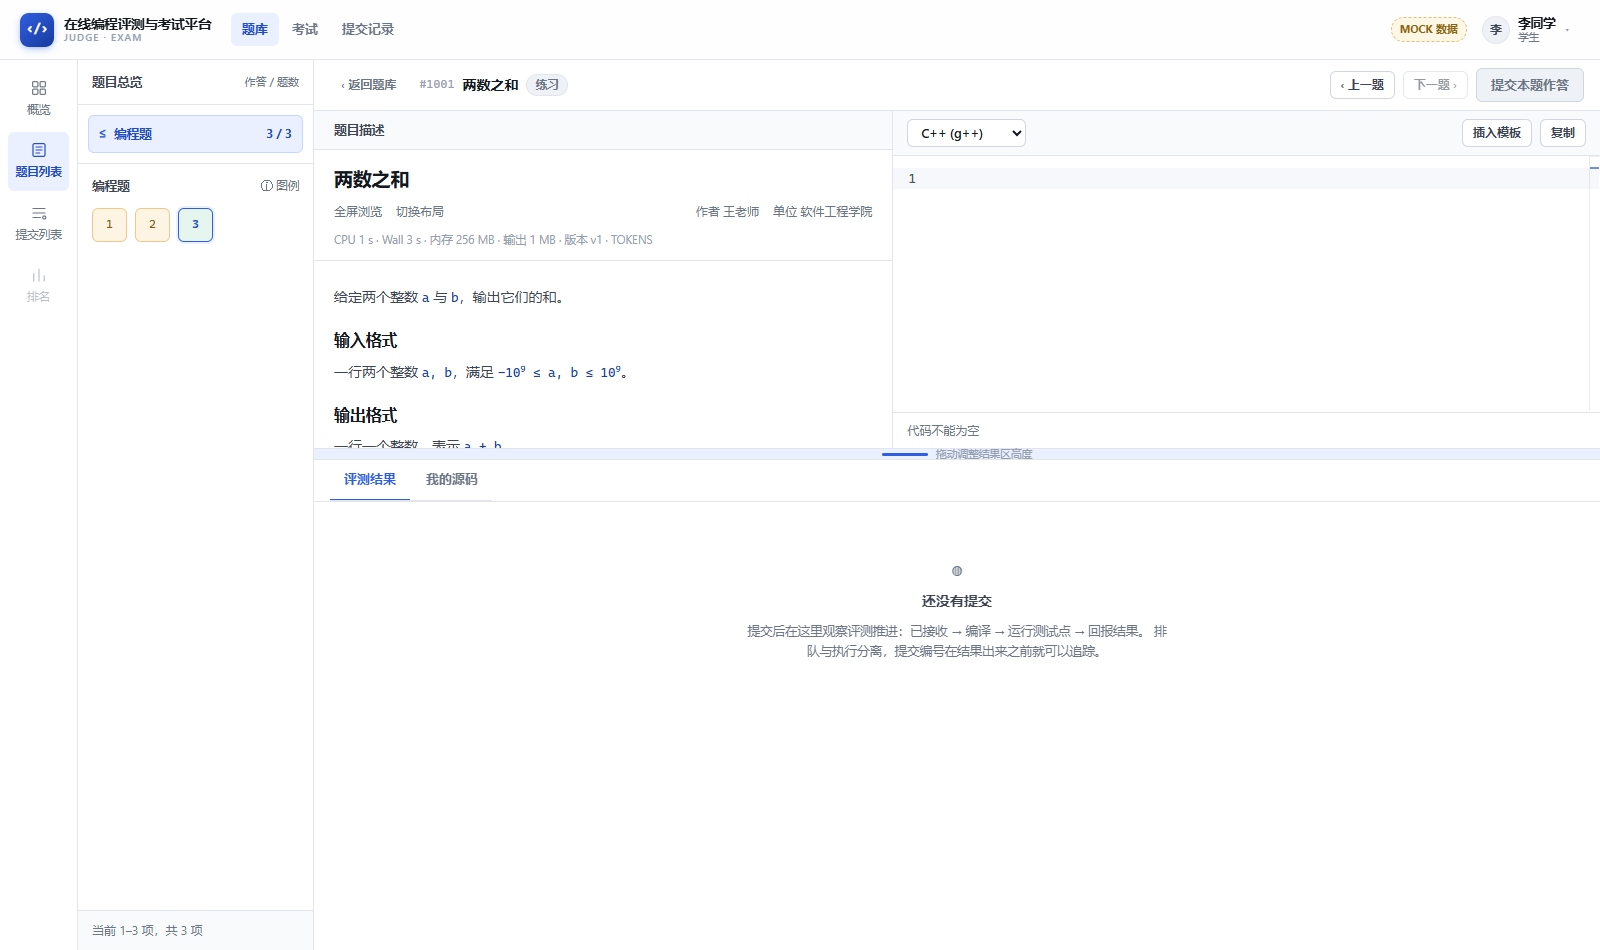 </> 在线编程评测与考试平台
JUDGE · EXAM
题库 考试 提交记录
MOCK 数据
李 李同学
学生
概览
题目列表
提交列表
排名
题目总览 作答 / 题数
≤ 编程题 3 / 3
编程题 ⓘ 图例
1 2 3
当前 1–3 项，共 3 项
‹ 返回题库 #1001 两数之和 练习
‹ 上一题 下一题 › 提交本题作答
题目描述
两数之和
全屏浏览 切换布局 作者 王老师 单位 软件工程学院
CPU 1 s · Wall 3 s · 内存 256 MB · 输出 1 MB · 版本 v1 · TOKENS
给定两个整数 a 与 b，输出它们的和。
输入格式
一行两个整数 a, b，满足 −10⁹ ≤ a, b ≤ 10⁹。
输出格式
一行一个整数，表示 a + b
C++ (g++) 插入模板 复制
1
代码不能为空
拖动调整结果区高度
评测结果 我的源码
还没有提交
提交后在这里观察评测推进：已接收 → 编译 → 运行测试点 → 回报结果。 排
队与执行分离，提交编号在结果出来之前就可以追踪。